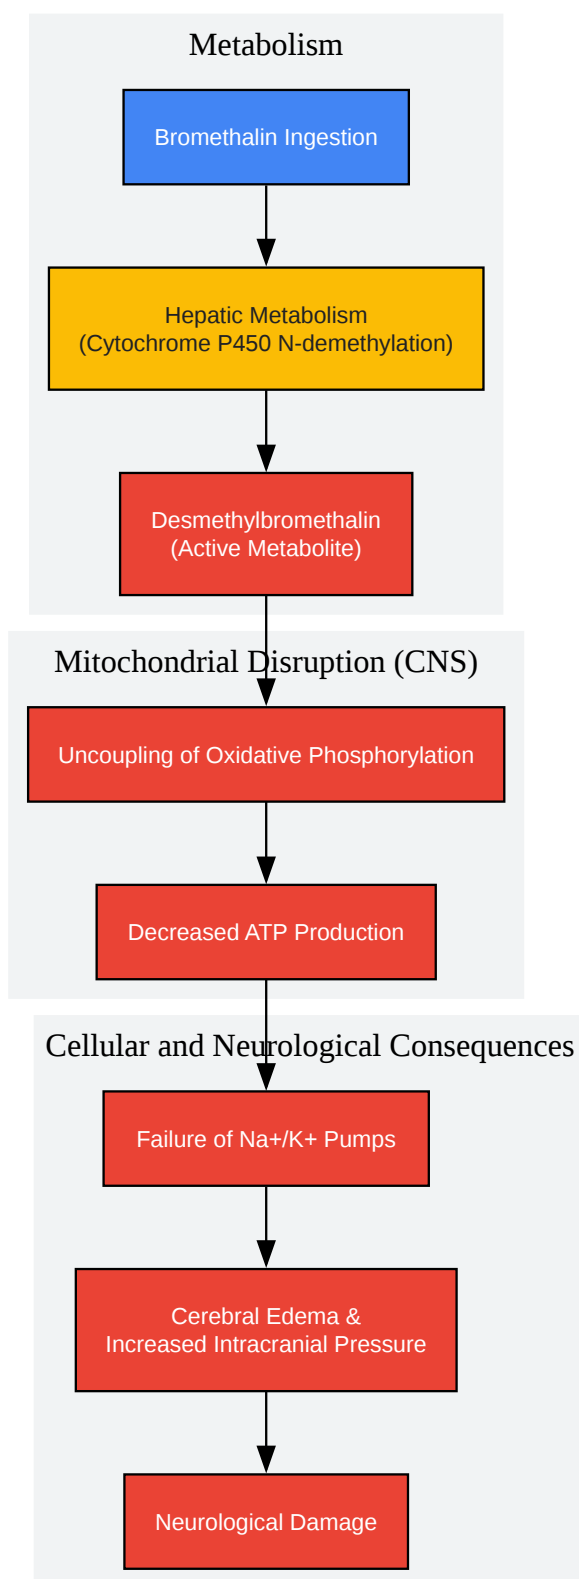 Metabolism
Bromethalin Ingestion
Hepatic Metabolism
(Cytochrome P450 N-demethylation)
Desmethylbromethalin
(Active Metabolite)
Mitochondrial Disruption (CNS)
Uncoupling of Oxidative Phosphorylation
Decreased ATP Production
Cellular and Neurological Consequences
Failure of Na+/K+ Pumps
Cerebral Edema &
Increased Intracranial Pressure
Neurological Damage